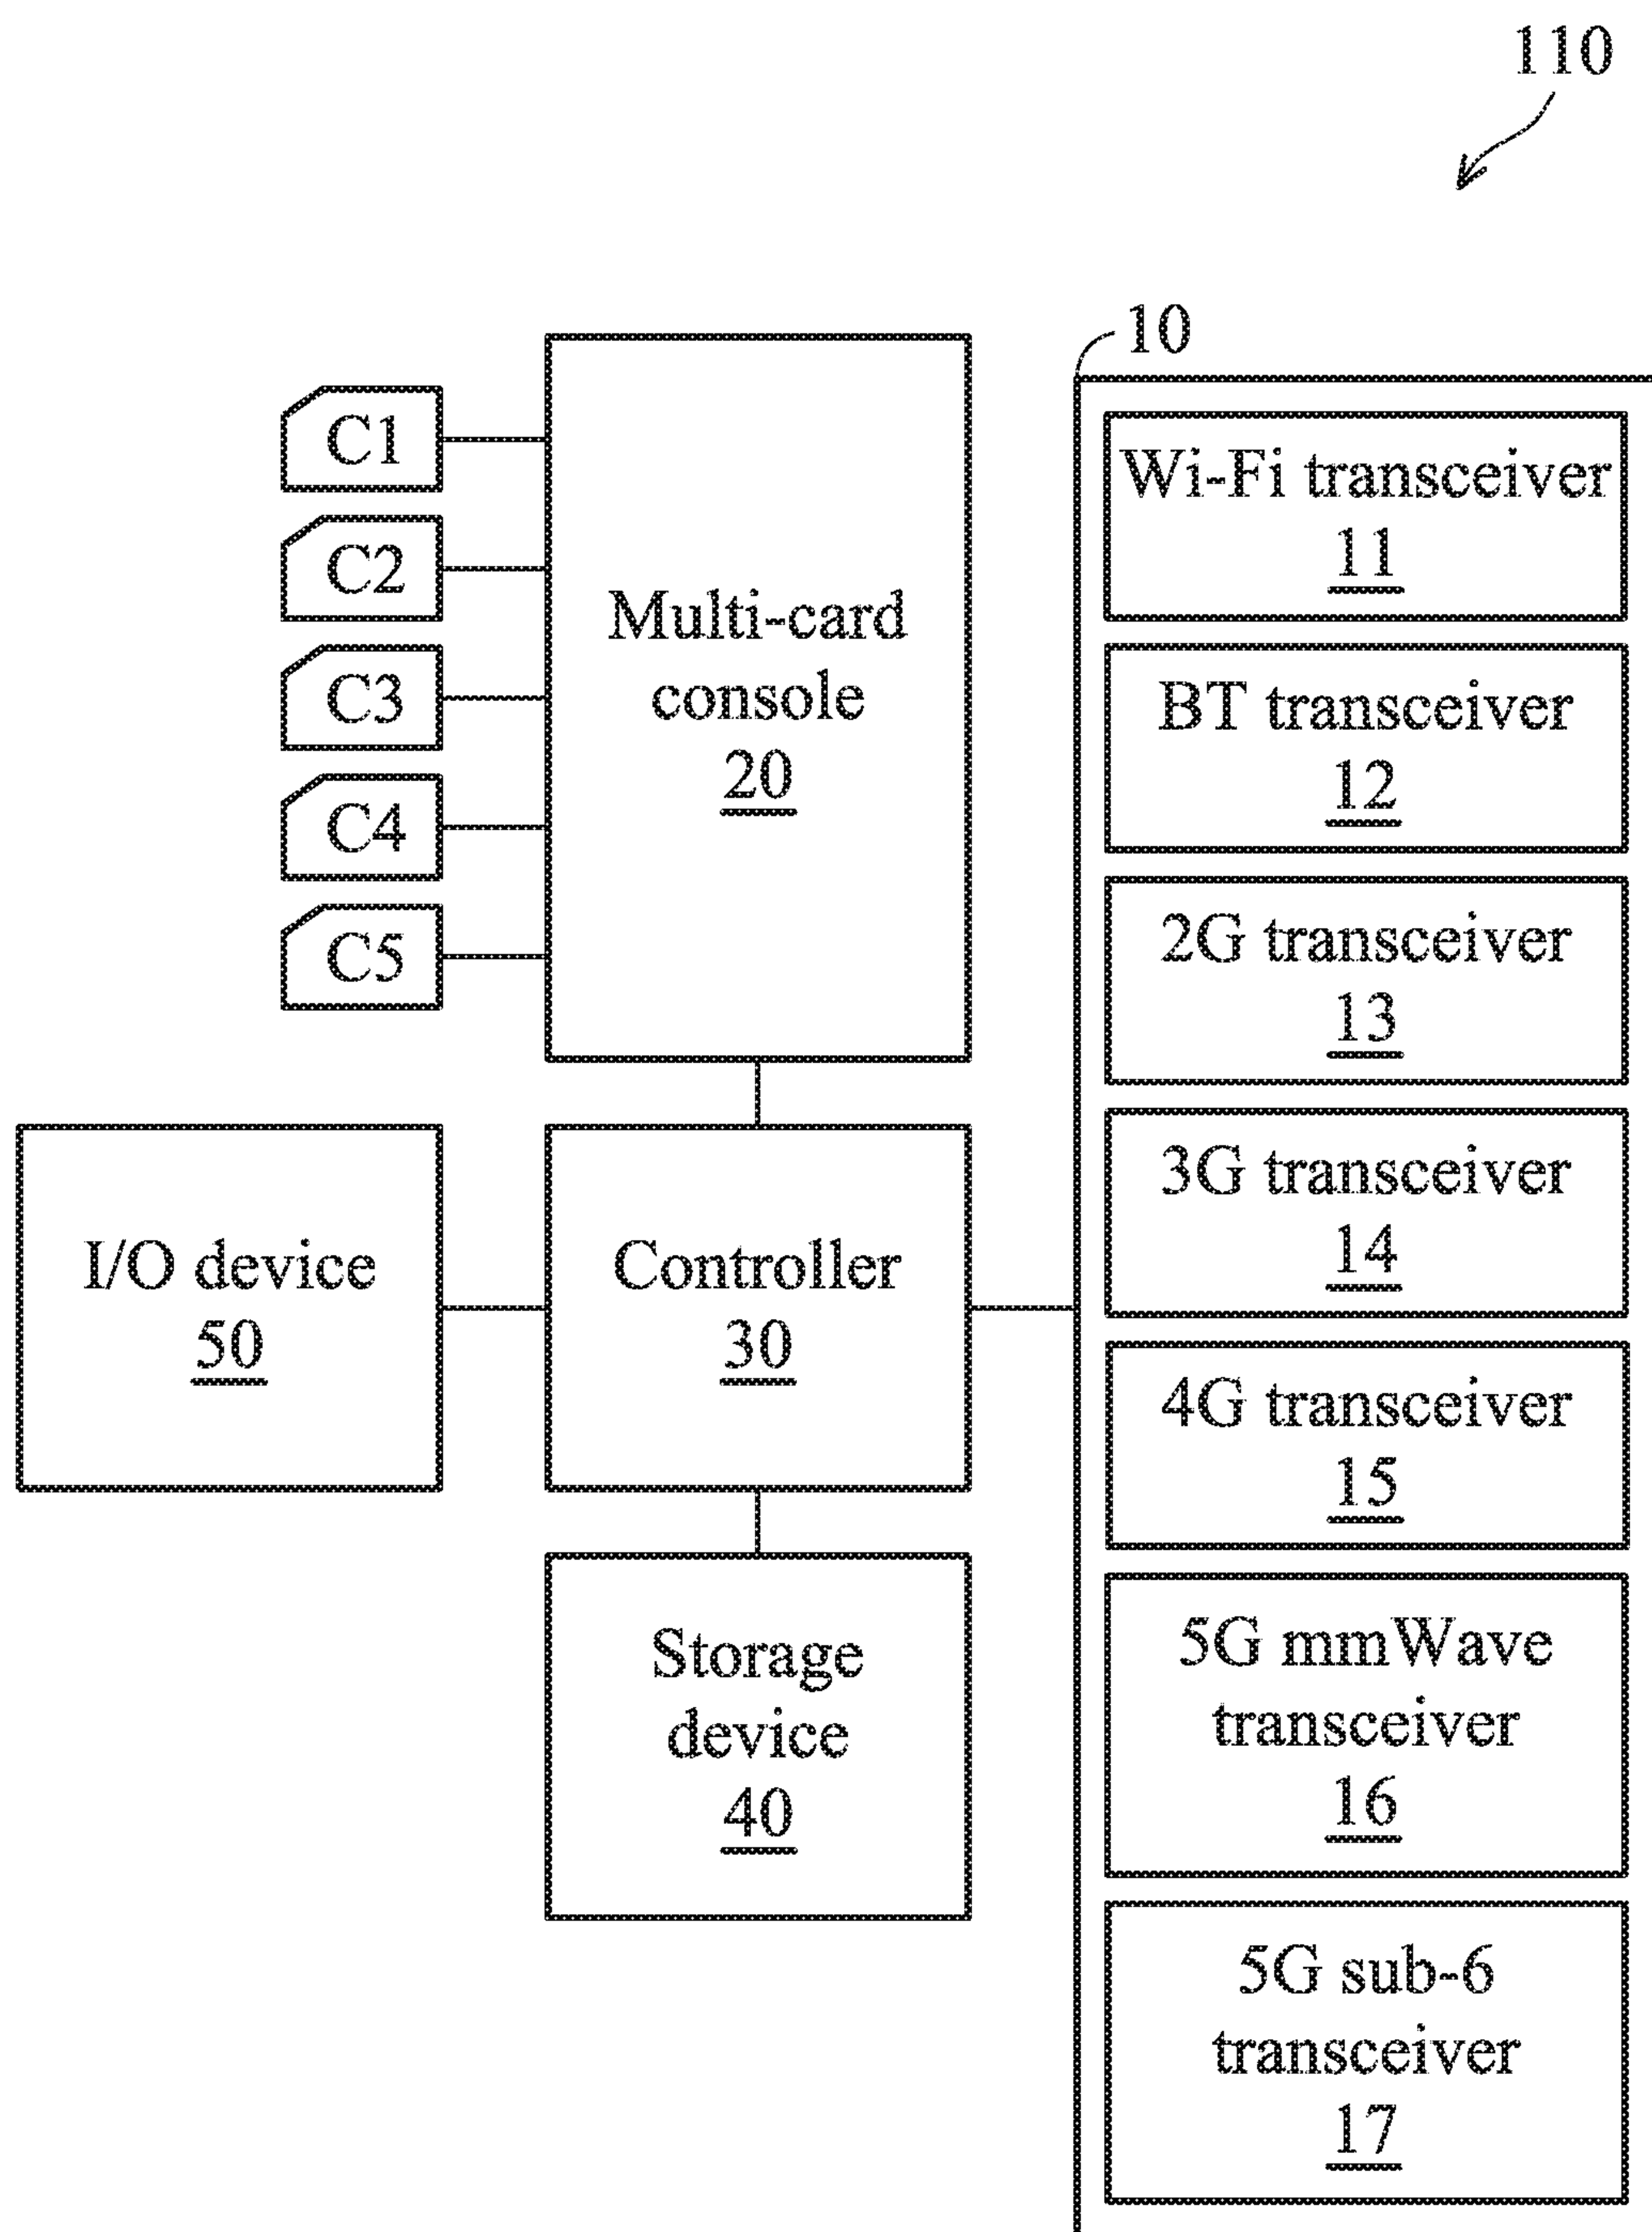 110
10
C1
C2
C3
C4
C5
Multi-card
console
20
I/O device
50
Controller
30
Storage
device
40
Wi-Fi transceiver
11
BT transceiver
12
2G transceiver
13
3G transceiver
14
4G transceiver
15
5G mmWave
transceiver
16
5G sub-6
transceiver
17